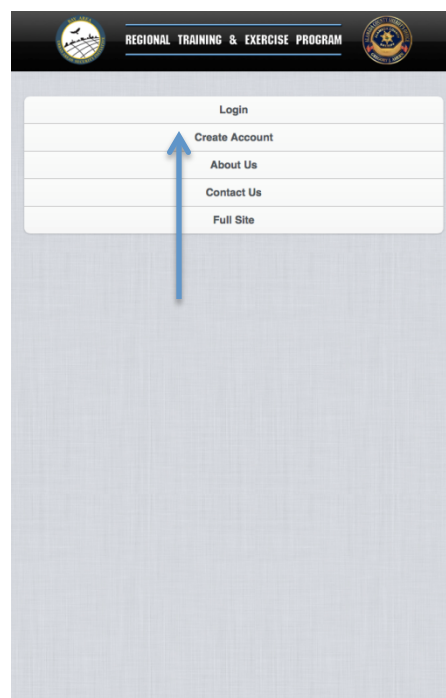 REGIONAL TRAINING & EXERCISE PROGRAM
Login
Create Account
About Us
Contact Us
Full Site